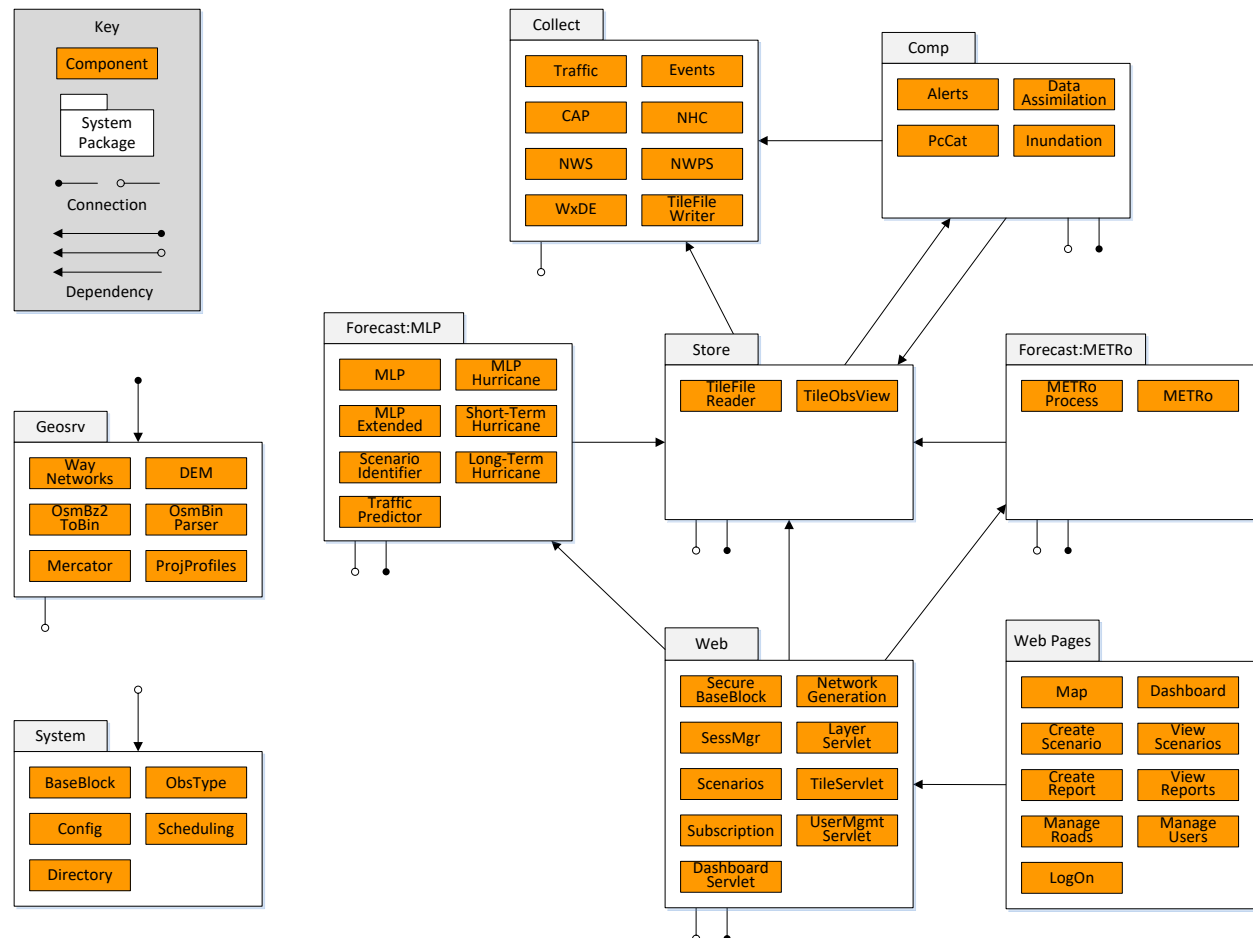 Key
Component
System
Package
Connection
Dependency
Collect
Traffic
Events
CAP
NHC
NWS
NWPS
WxDE
TileFile
Writer
Comp
Alerts
Data
Assimilation
PcCat
Inundation
Forecast:MLP
MLP
MLP
Hurricane
MLP
Extended
Short-Term
Hurricane
Scenario
Identifier
Long-Term
Hurricane
Traffic
Predictor
Store
TileFile
Reader
TileObsView
Forecast:METRo
METRo
Process
METRo
Geosrv
Way
Networks
DEM
OsmBz2
ToBin
OsmBin
Parser
Mercator
ProjProfiles
System
BaseBlock
ObsType
Config
Scheduling
Directory
Web
Secure
BaseBlock
Network
Generation
SessMgr
Layer
Servlet
Scenarios
TileServlet
Subscription
UserMgmt
Servlet
Dashboard
Servlet
Web Pages
Map
Dashboard
Create
Scenario
View
Scenarios
Create
Report
View
Reports
Manage
Roads
Manage
Users
LogOn